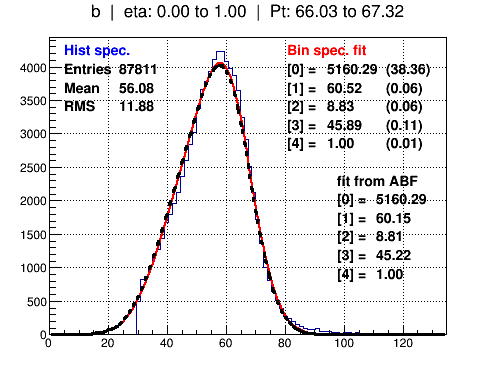 b | eta: 0.00 to 1.00 | Pt: 66.03 to 67.32
Hist spec.
Entries 87811
Mean 56.08
RMS 11.88
Bin spec. fit
[0] = 5160.29 (38.36)
[1] = 60.52 (0.06)
[2] = 8.83 (0.06)
[3] = 45.89 (0.11)
[4] = 1.00 (0.01)
fit from ABF
[0] = 5160.29
[1] = 60.15
[2] = 8.81
[3] = 45.22
[4] = 1.00
4000
3500
3000
2500
2000
1500
1000
500
0
0 20 40 60 80 100 120